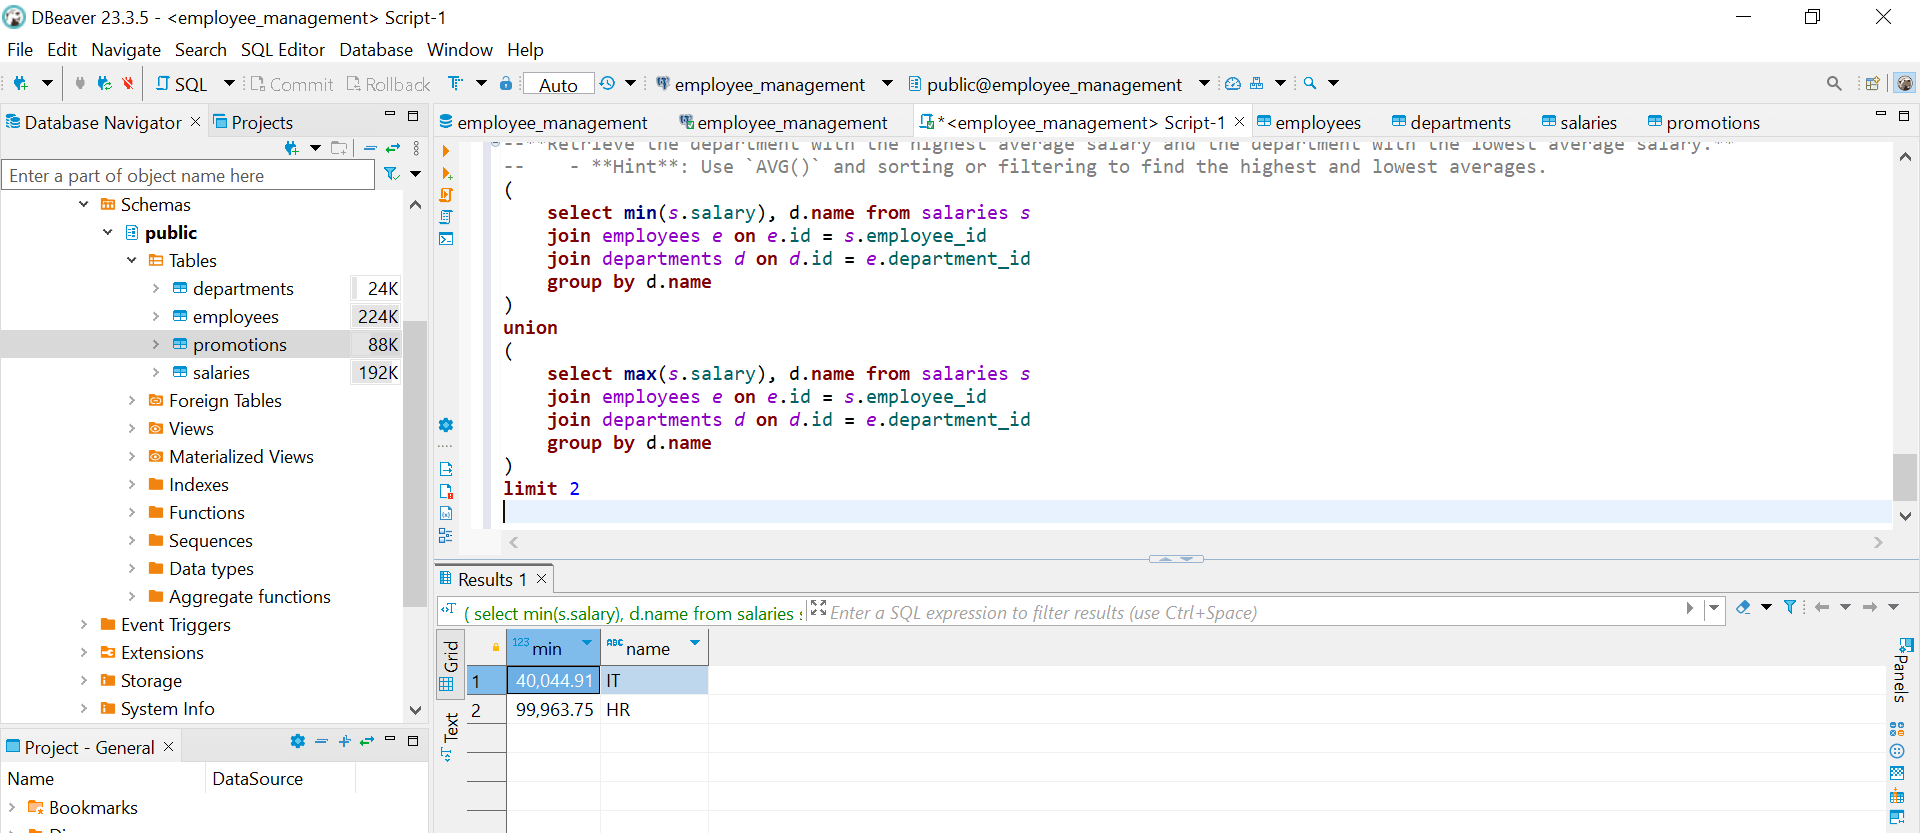 DBeaver 23.3.5 - <employee_management> Script-1
File Edit Navigate Search SQL Editor Database Window Help
SQL Commit Rollback Auto employee_management public@employee_management
Database Navigator Projects
Enter a part of object name here
Schemas
public
Tables
departments 24K
employees 224K
promotions 88K
salaries 192K
Foreign Tables
Views
Materialized Views
Indexes
Functions
Sequences
Data types
Aggregate functions
Event Triggers
Extensions
Storage
System Info
Project - General
Name DataSource
Bookmarks
employee_management employee_management *<employee_management> Script-1 employees departments salaries promotions
--**Retrieve the department with the highest average salary and the department with the lowest average salary.**
-- - **Hint**: Use `AVG()` and sorting or filtering to find the highest and lowest averages.
(
select min(s.salary), d.name from salaries s
join employees e on e.id = s.employee_id
join departments d on d.id = e.department_id
group by d.name
)
union
(
select max(s.salary), d.name from salaries s
join employees e on e.id = s.employee_id
join departments d on d.id = e.department_id
group by d.name
)
limit 2
Results 1
( select min(s.salary), d.name from salaries s Enter a SQL expression to filter results (use Ctrl+Space)
Grid
Text
123 min ABC name
1 40,044.91 IT
2 99,963.75 HR
Panels